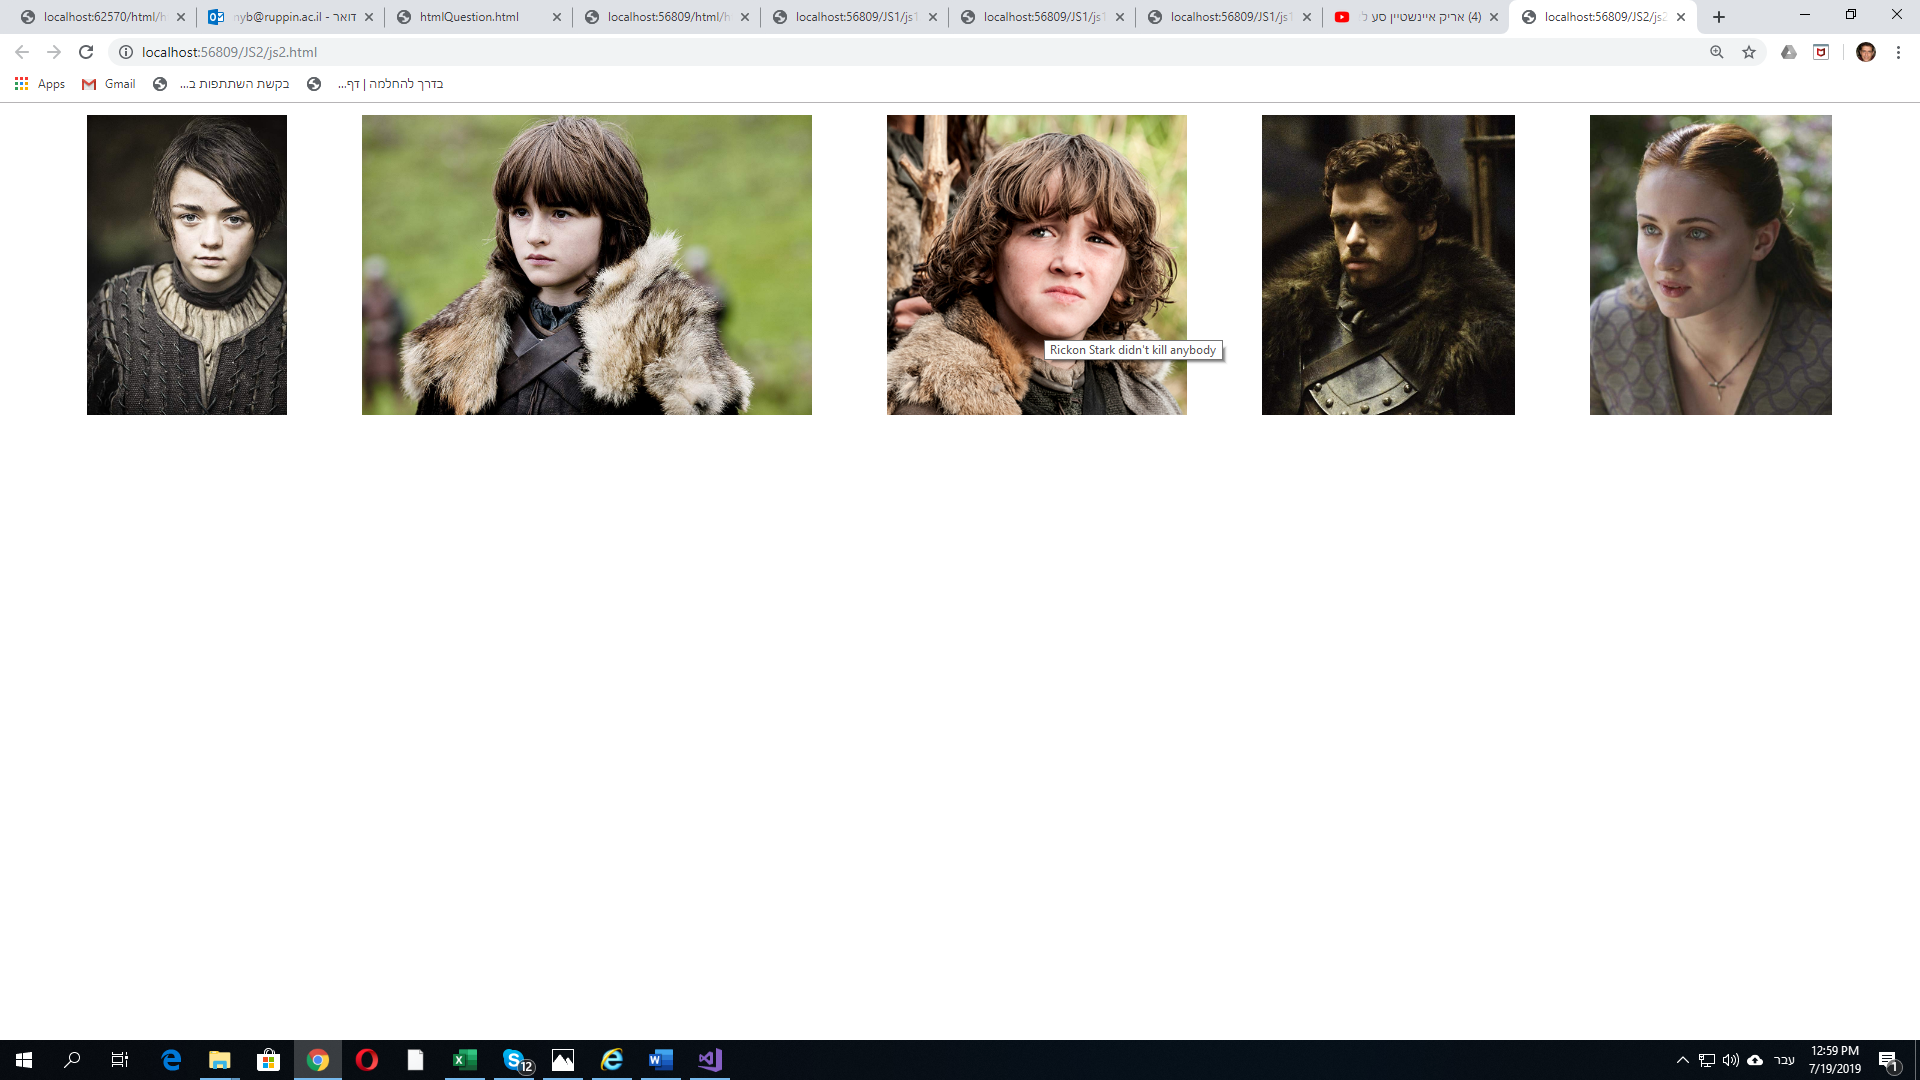 localhost:62570/html/h
דואר - nyb@ruppin.ac.il
htmlQuestion.html
localhost:56809/html/h
localhost:56809/JS1/js1
localhost:56809/JS1/js1
localhost:56809/JS1/js1
(4) אריק איינשטיין סע ל
localhost:56809/JS2/js2
localhost:56809/JS2/js2.html
Apps
Gmail
בקשת השתתפות ב...
בדרך להחלמה | דף...
Rickon Stark didn't kill anybody
12
עבר
12:59 PM
7/19/2019
1